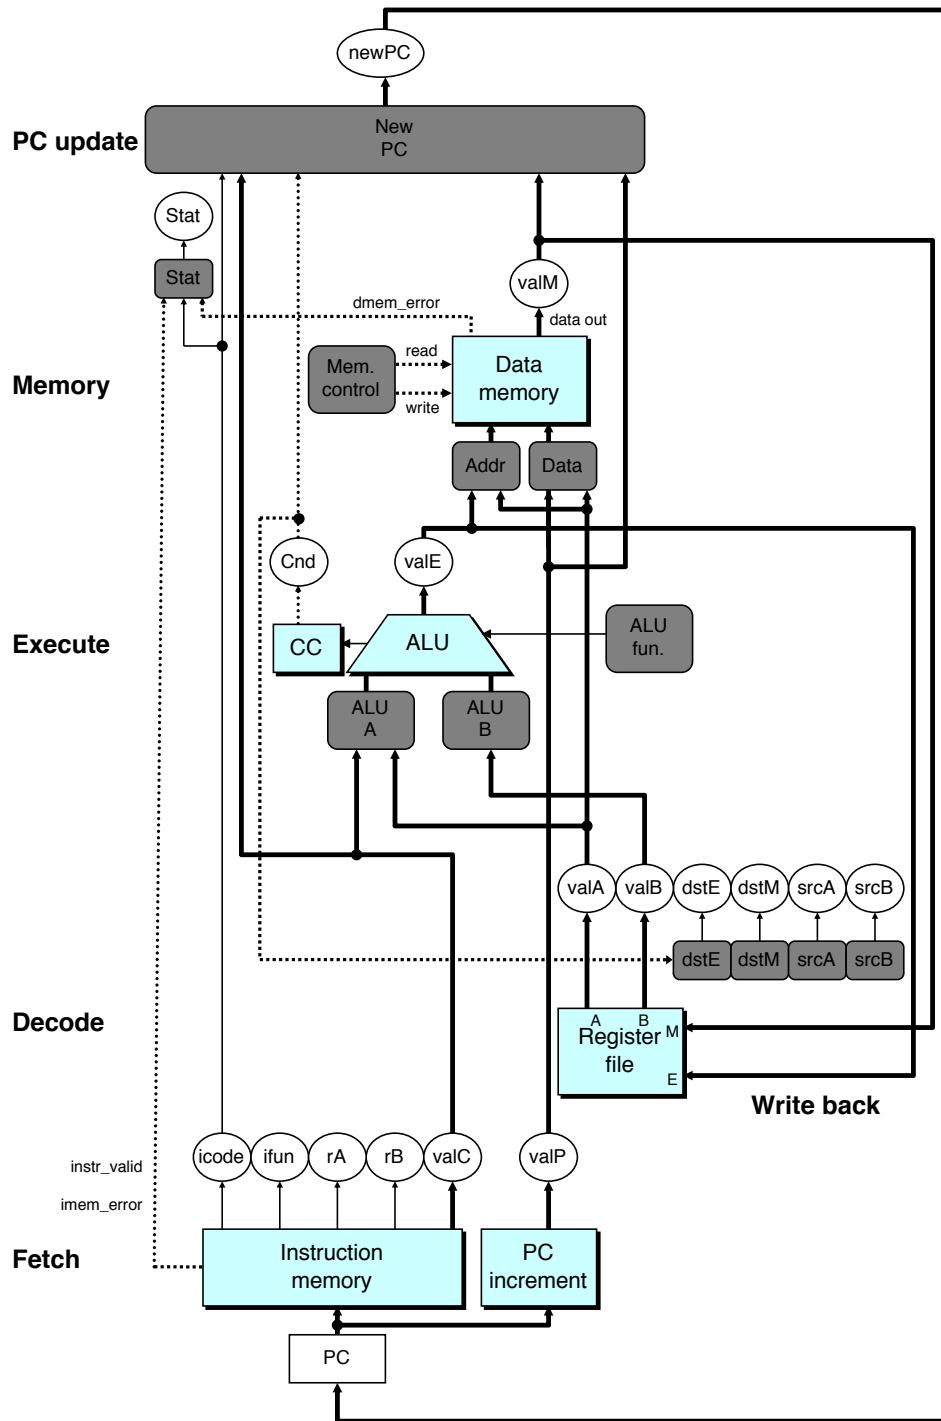 newPC
PC update
New
PC
Stat
Stat
valM
dmem_error
data out
read
Mem.
control
Data
memory
Memory
write
Addr
Data
Cnd
valE
Execute
CC
ALU
ALU
fun.
ALU
A
ALU
B
valA
valB
dstE
dstM
srcA
srcB
dstE
dstM
srcA
srcB
Decode
A
B
M
Register
file
E
Write back
icode
ifun
rA
rB
valC
valP
instr_valid
imem_error
Fetch
Instruction
memory
PC
increment
PC